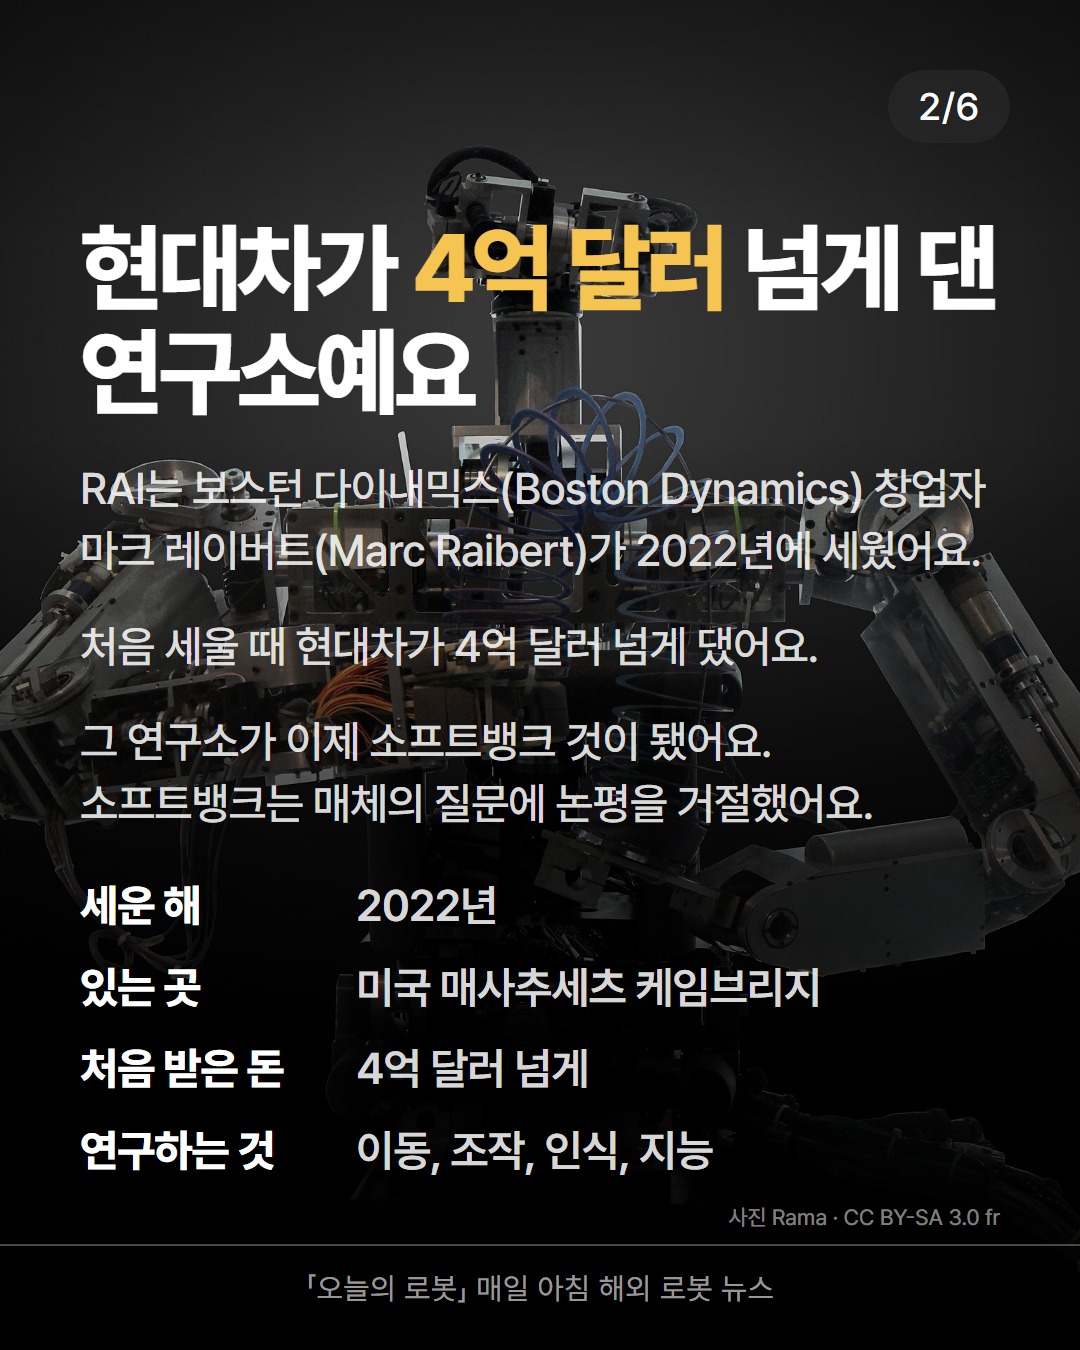 2/6
현대차가 4억 달러 넘게 댄
연구소예요
RAI는 보스턴 다이내믹스(Boston Dynamics) 창업자
마크 레이버트(Marc Raibert)가 2022년에 세웠어요.
처음 세울 때 현대차가 4억 달러 넘게 댔어요.
그 연구소가 이제 소프트뱅크 것이 됐어요.
소프트뱅크는 매체의 질문에 논평을 거절했어요.
세운 해 2022년
있는 곳 미국 매사추세츠 케임브리지
처음 받은 돈 4억 달러 넘게
연구하는 것 이동, 조작, 인식, 지능
사진 Rama · CC BY-SA 3.0 fr
「오늘의 로봇」 매일 아침 해외 로봇 뉴스